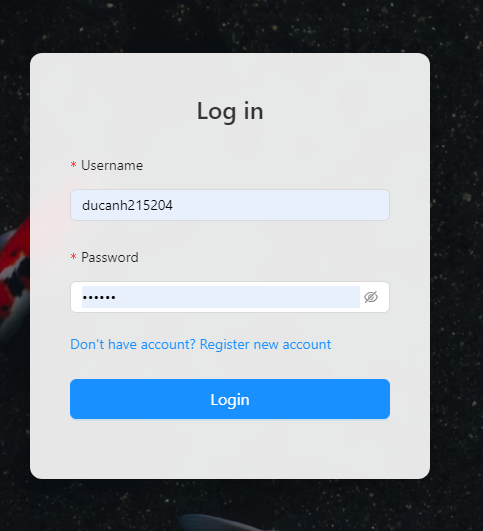 Log in
* Username
ducanh215204
* Password
••••••
Don't have account? Register new account
Login